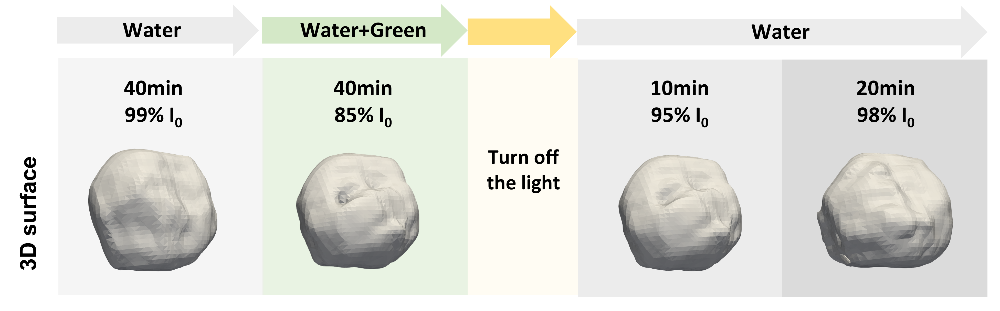 Water
Water+Green
Water
40min
99% I₀
40min
85% I₀
Turn off
the light
10min
95% I₀
20min
98% I₀
3D surface